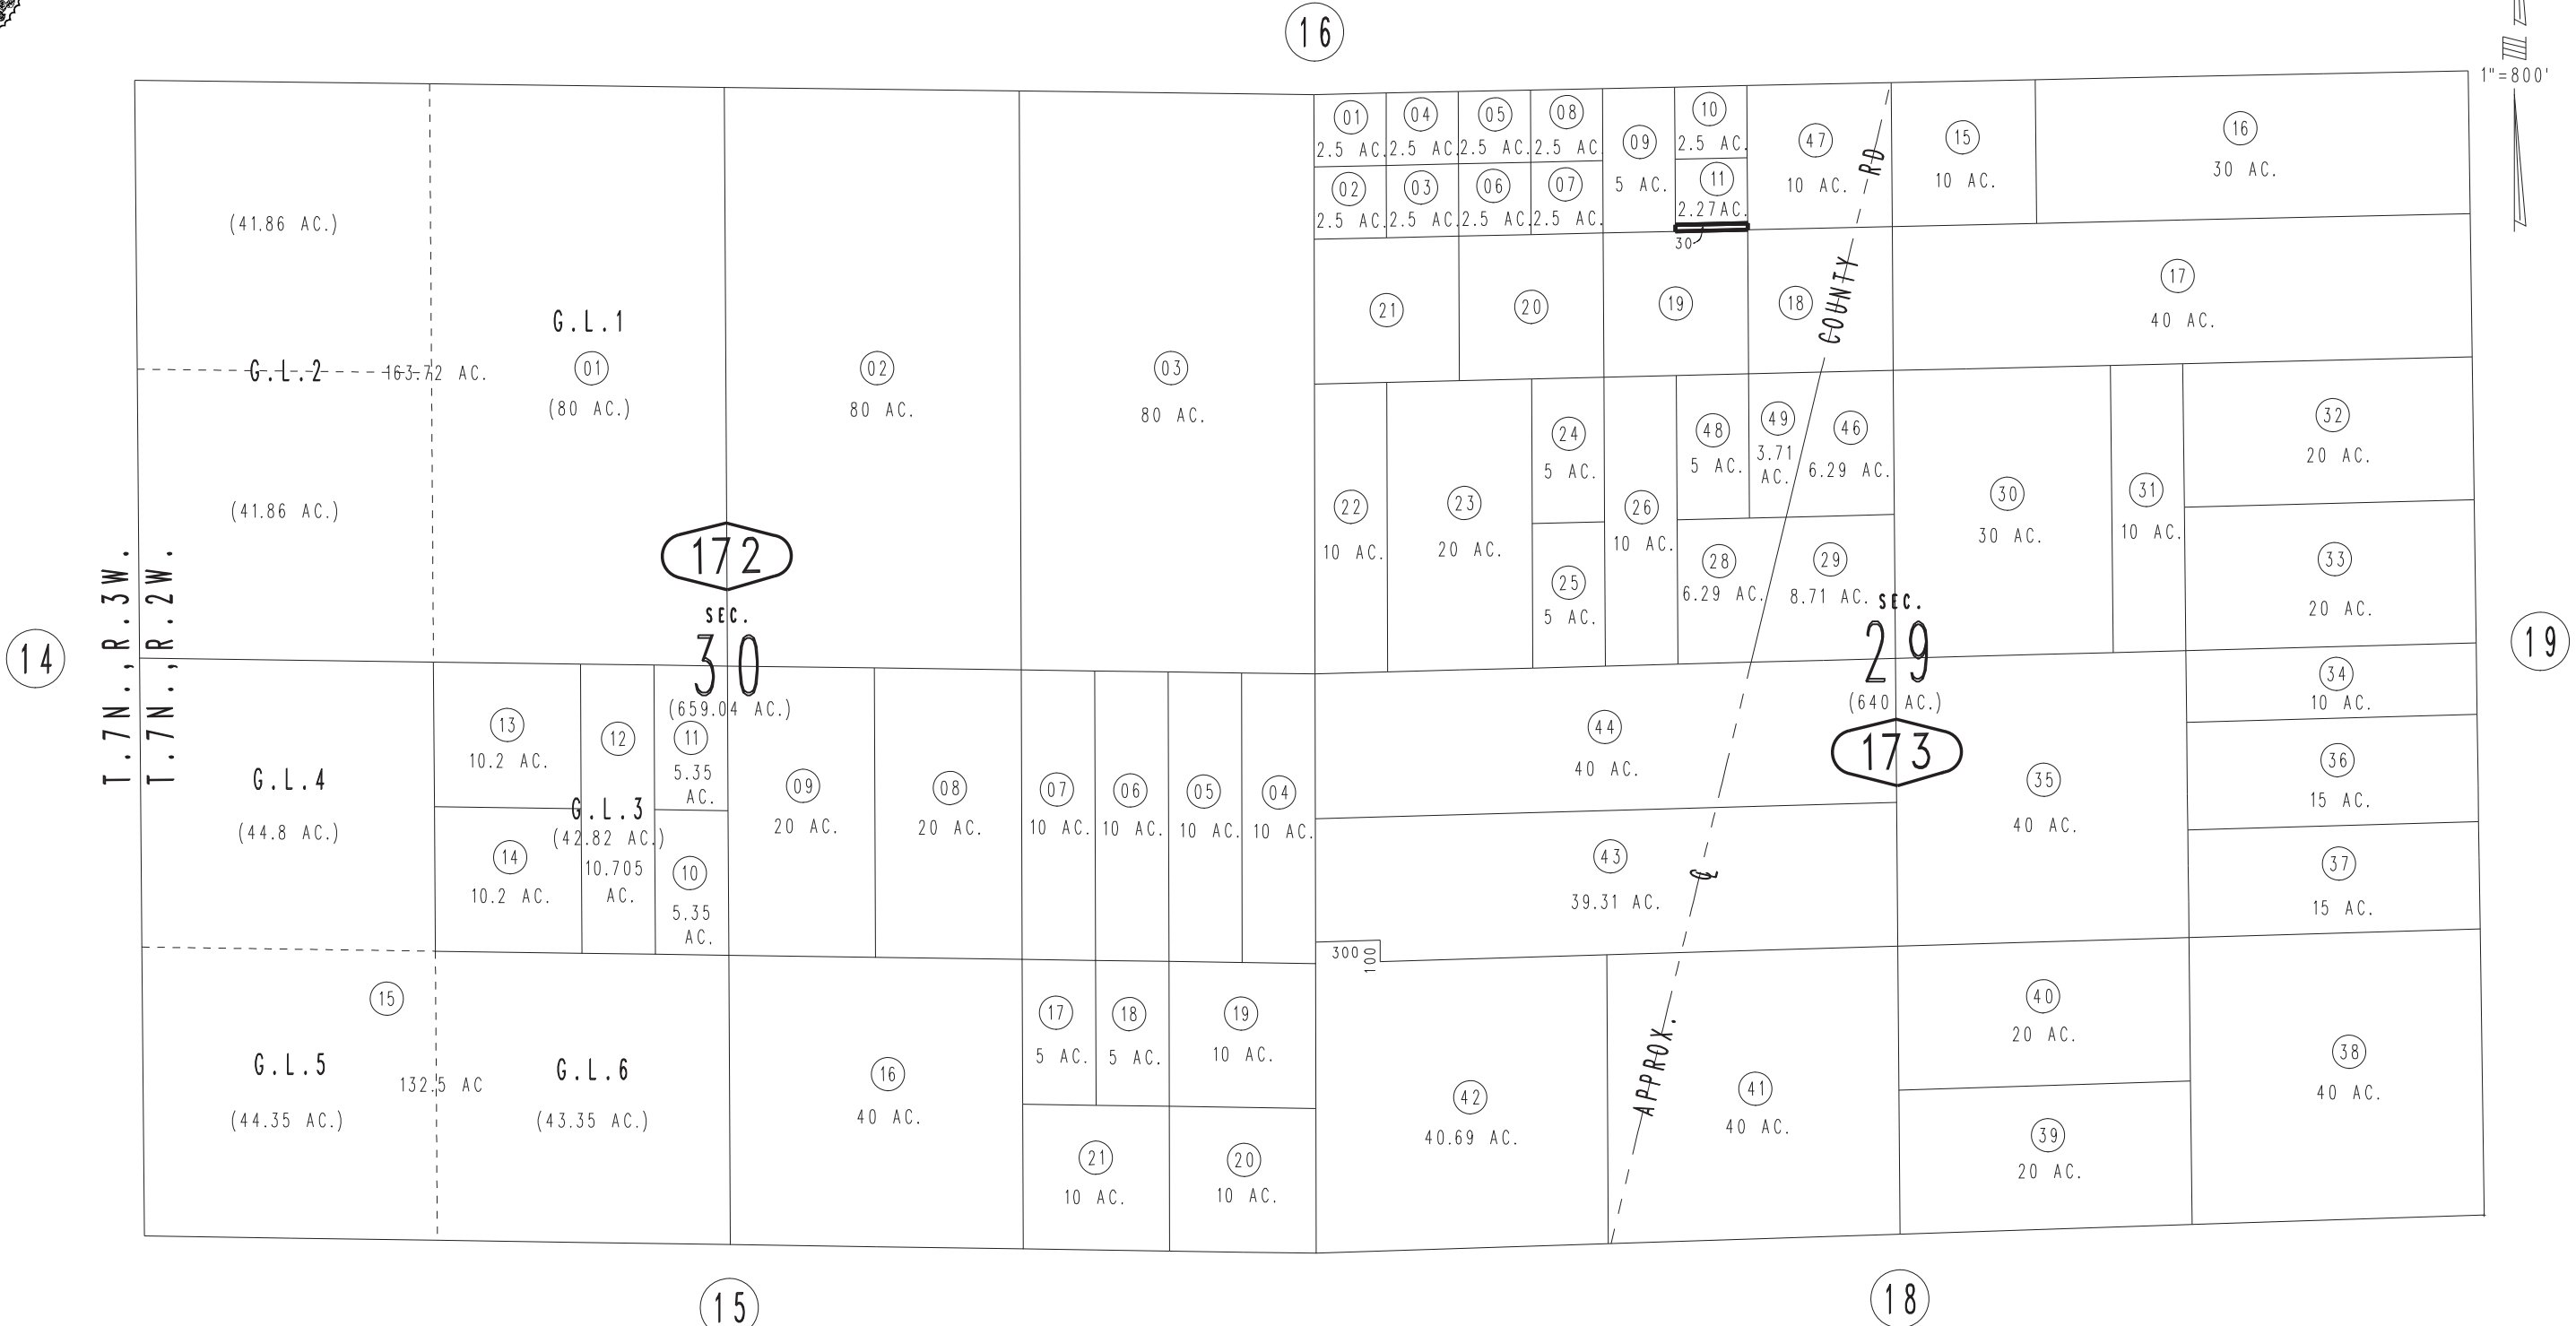 16
1"=800'
(41.86 AC.)
G.L.2
163.72 AC.
(41.86 AC.)
G.L.1
01
(80 AC.)
02
80 AC.
03
80 AC.
172
SEC.
30
(659.04 AC.)
T.7N.,R.3W.
T.7N.,R.2W.
14
G.L.4
(44.8 AC.)
13
10.2 AC.
14
10.2 AC.
12
G.L.3
(42.82 AC.)
10.705
AC.
11
5.35
AC.
10
5.35
AC.
09
20 AC.
08
20 AC.
07
10 AC.
06
10 AC.
05
10 AC.
04
10 AC.
15
G.L.5
(44.35 AC.)
132.5 AC
G.L.6
(43.35 AC.)
16
40 AC.
17
5 AC.
18
5 AC.
19
10 AC.
21
10 AC.
20
10 AC.
15
01
2.5 AC.
04
2.5 AC.
05
2.5 AC.
08
2.5 AC.
02
2.5 AC.
03
2.5 AC.
06
2.5 AC.
07
2.5 AC.
09
5 AC.
10
2.5 AC.
11
2.27AC.
30
47
10 AC.
15
10 AC.
16
30 AC.
21
20
19
18
COUNTY RD
17
40 AC.
22
10 AC.
23
20 AC.
24
5 AC.
25
5 AC.
26
10 AC.
48
5 AC.
49
3.71
AC.
46
6.29 AC.
28
6.29 AC.
29
8.71 AC.
30
30 AC.
31
10 AC.
32
20 AC.
33
20 AC.
SEC.
29
(640 AC.)
173
19
44
40 AC.
43
39.31 AC.
300
100
35
40 AC.
34
10 AC.
36
15 AC.
37
15 AC.
42
40.69 AC.
APPROX. ℄
41
40 AC.
40
20 AC.
39
20 AC.
38
40 AC.
18